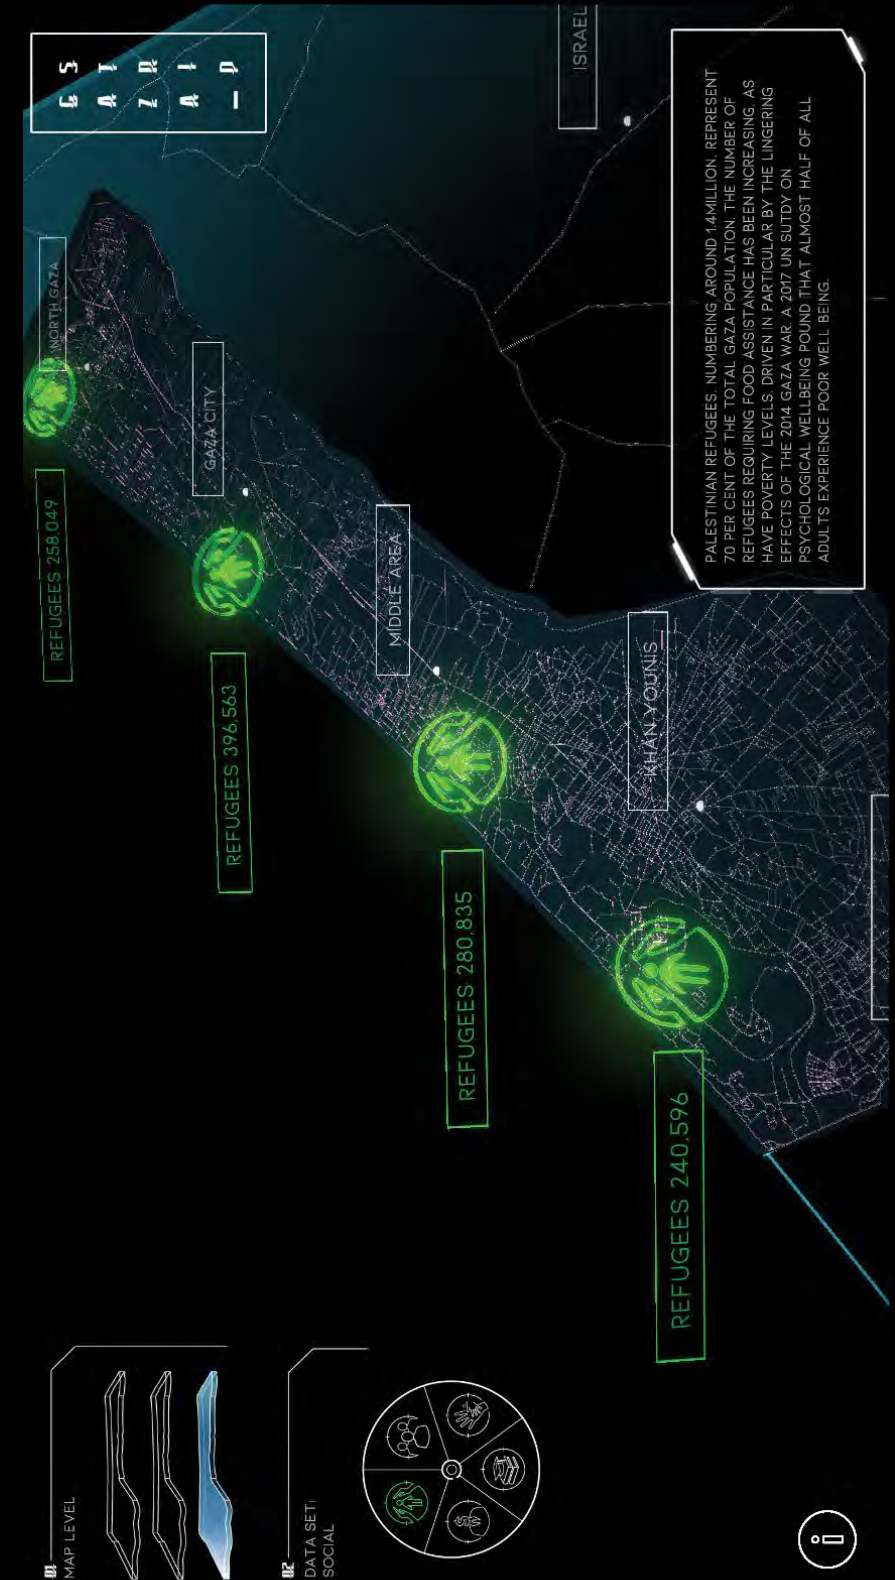 01
MAP LEVEL
02
DATA SET:
SOCIAL
G S
A T
Z R
A I
_ P
NORTH GAZA
REFUGEES 258,049
GAZA CITY
REFUGEES 396,563
MIDDLE AREA
REFUGEES 280,835
ISRAEL
KHAN YOUNIS
REFUGEES 240,596
PALESTINIAN REFUGEES, NUMBERING AROUND 1.4MILLION, REPRESENT
70 PER CENT OF THE TOTAL GAZA POPULATION. THE NUMBER OF
REFUGEES REQUIRING FOOD ASSISTANCE HAS BEEN INCREASING, AS
HAVE POVERTY LEVELS, DRIVEN IN PARTICULAR BY THE LINGERING
EFFECTS OF THE 2014 GAZA WAR. A 2017 UN SUTDY ON
PSYCHOLOGICAL WELLBEING POUND THAT ALMOST HALF OF ALL
ADULTS EXPERIENCE POOR WELL BEING.
i